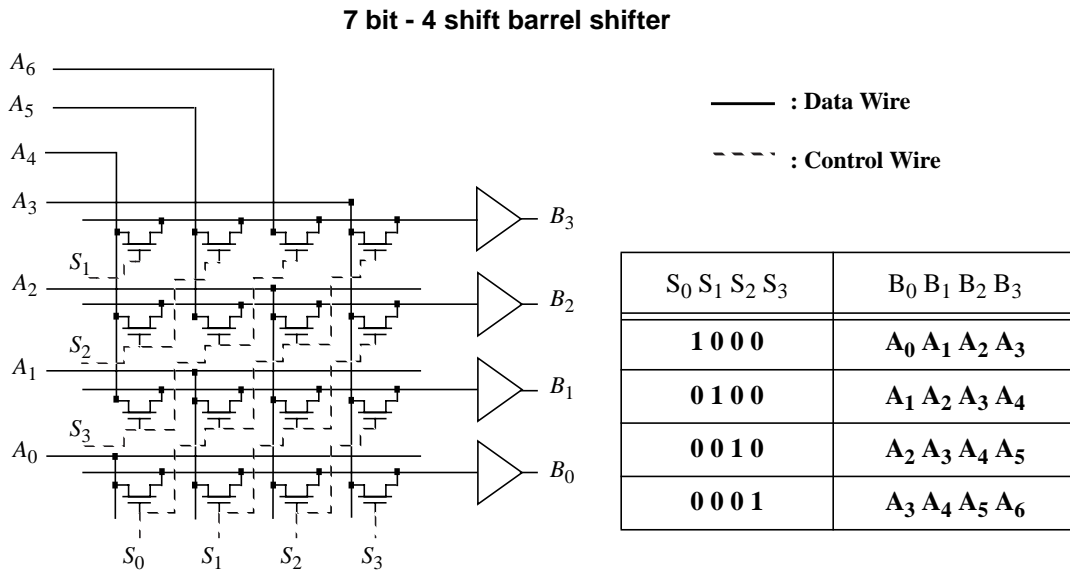 7 bit - 4 shift barrel shifter
A6
A5
A4
A3
B3
S1
A2
B2
S2
A1
B1
S3
A0
B0
S0 S1 S2 S3
: Data Wire
: Control Wire
S0 S1 S2 S3 B0 B1 B2 B3
1 0 0 0 A0 A1 A2 A3
0 1 0 0 A1 A2 A3 A4
0 0 1 0 A2 A3 A4 A5
0 0 0 1 A3 A4 A5 A6